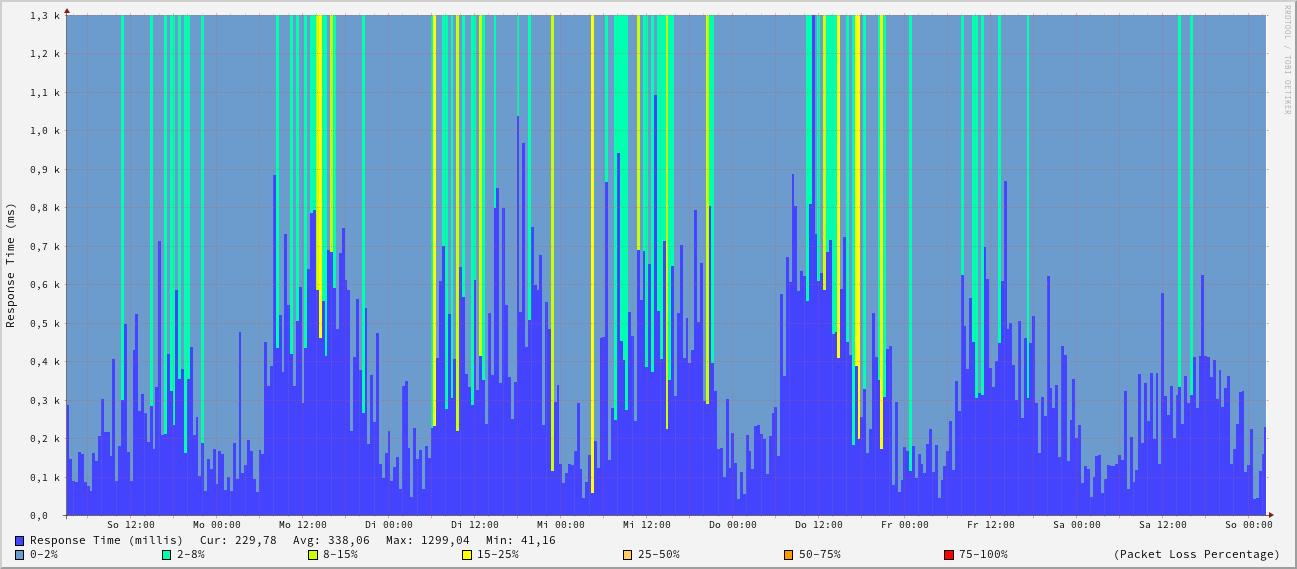 1,3 k
1,2 k
1,1 k
1,0 k
0,9 k
0,8 k
0,7 k
0,6 k
0,5 k
0,4 k
0,3 k
0,2 k
0,1 k
0,0
Response Time (ms)
RRDTOOL / TOBI OETIKER
So 12:00 Mo 00:00 Mo 12:00 Di 00:00 Di 12:00 Mi 00:00 Mi 12:00 Do 00:00 Do 12:00 Fr 00:00 Fr 12:00 Sa 00:00 Sa 12:00 So 00:00
Response Time (millis) Cur: 229,78 Avg: 338,06 Max: 1299,04 Min: 41,16
0-2% 2-8% 8-15% 15-25% 25-50% 50-75% 75-100% (Packet Loss Percentage)